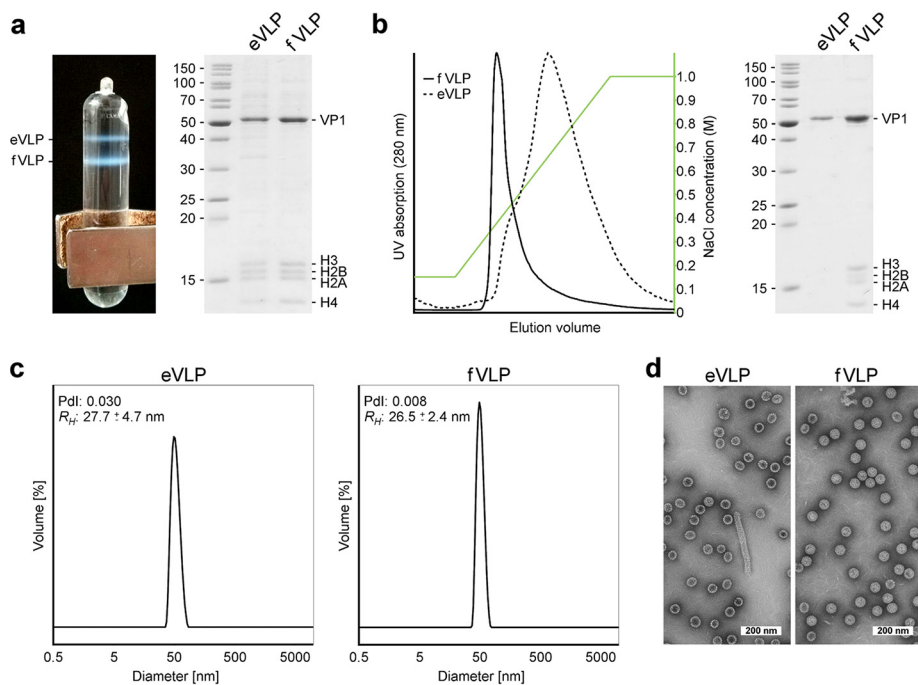 a
eVLP
fVLP
eVLP
fVLP
150
100
70
50
40
30
25
20
15
VP1
H3
H2B
H2A
H4
b
UV absorption (280 nm)
f VLP
eVLP
1.0
0.9
0.8
0.7
0.6
0.5
0.4
0.3
0.2
0.1
0
NaCl concentration (M)
Elution volume
eVLP
fVLP
150
100
70
50
40
30
25
20
15
VP1
H3
H2B
H2A
H4
c
eVLP
PdI: 0.030
RH: 27.7 ± 4.7 nm
Volume [%]
0.5 5 50 500 5000
Diameter [nm]
fVLP
PdI: 0.008
RH: 26.5 ± 2.4 nm
Volume [%]
0.5 5 50 500 5000
Diameter [nm]
d
eVLP
fVLP
200 nm
200 nm